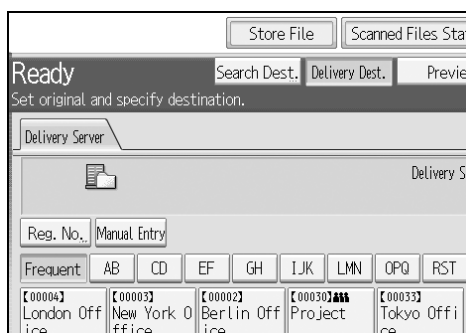 Store File Scanned Files Sta
Ready Search Dest. Delivery Dest. Previe
Set original and specify destination.
Delivery Server
Delivery S
Reg. No. Manual Entry
Frequent AB CD EF GH IJK LMN OPQ RST
【00004】 【00003】 【00002】 【00030】 【00033】
London Off New York O Berlin Off Project Tokyo Offi
ice ffice ice ce